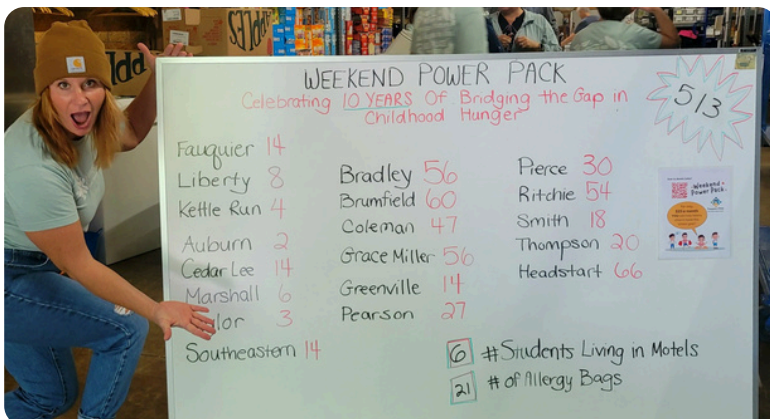 WEEKEND POWER PACK
Celebrating 10 YEARS Of Bridging the Gap in
Childhood Hunger
513
Fauquier 14
Liberty 8
Kettle Run 4
Auburn 2
Cedar Lee 14
Marshall 6
lor 3
Southeastern 14
Bradley 56
Brumfield 60
Coleman 47
Grace Miller 56
Greenville 14
Pearson 27
Pierce 30
Ritchie 54
Smith 18
Thompson 20
Headstart 66
6 #Students Living in Motels
21 # of Allergy Bags
Weekend
Power Pack
APPLES